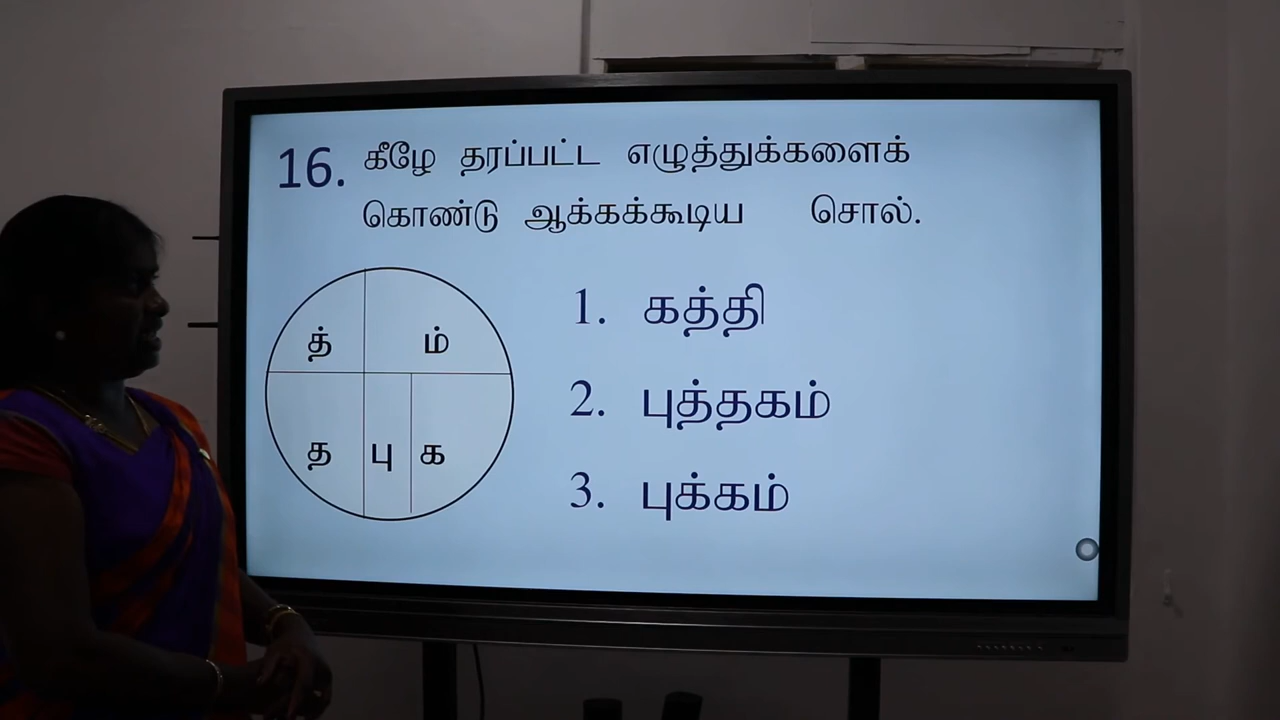 16. கீழே தரப்பட்ட எழுத்துக்களைக்
கொண்டு ஆக்கக்கூடிய சொல்.
த் ம்
த பு க
1. கத்தி
2. புத்தகம்
3. புக்கம்